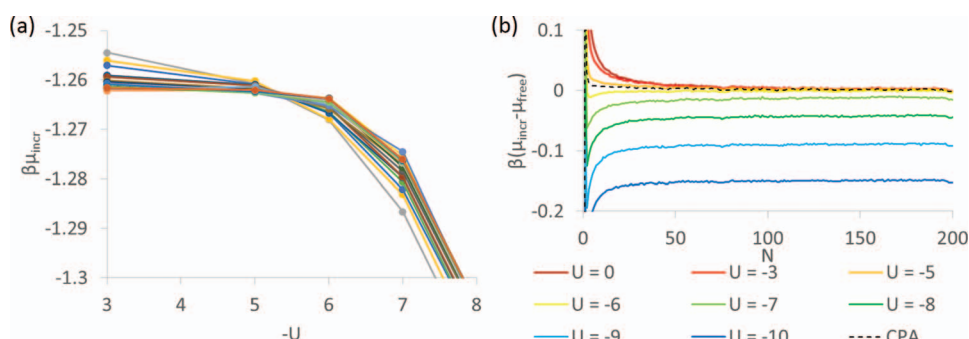 (a)
-1.25
-1.26
-1.27
-1.28
-1.29
-1.3
βμincr
3 4 5 6 7 8
-U
(b)
0.1
0
-0.1
-0.2
β(μincr-μfree)
0 50 100 150 200
N
U = 0 U = -3 U = -5
U = -6 U = -7 U = -8
U = -9 U = -10 CPA